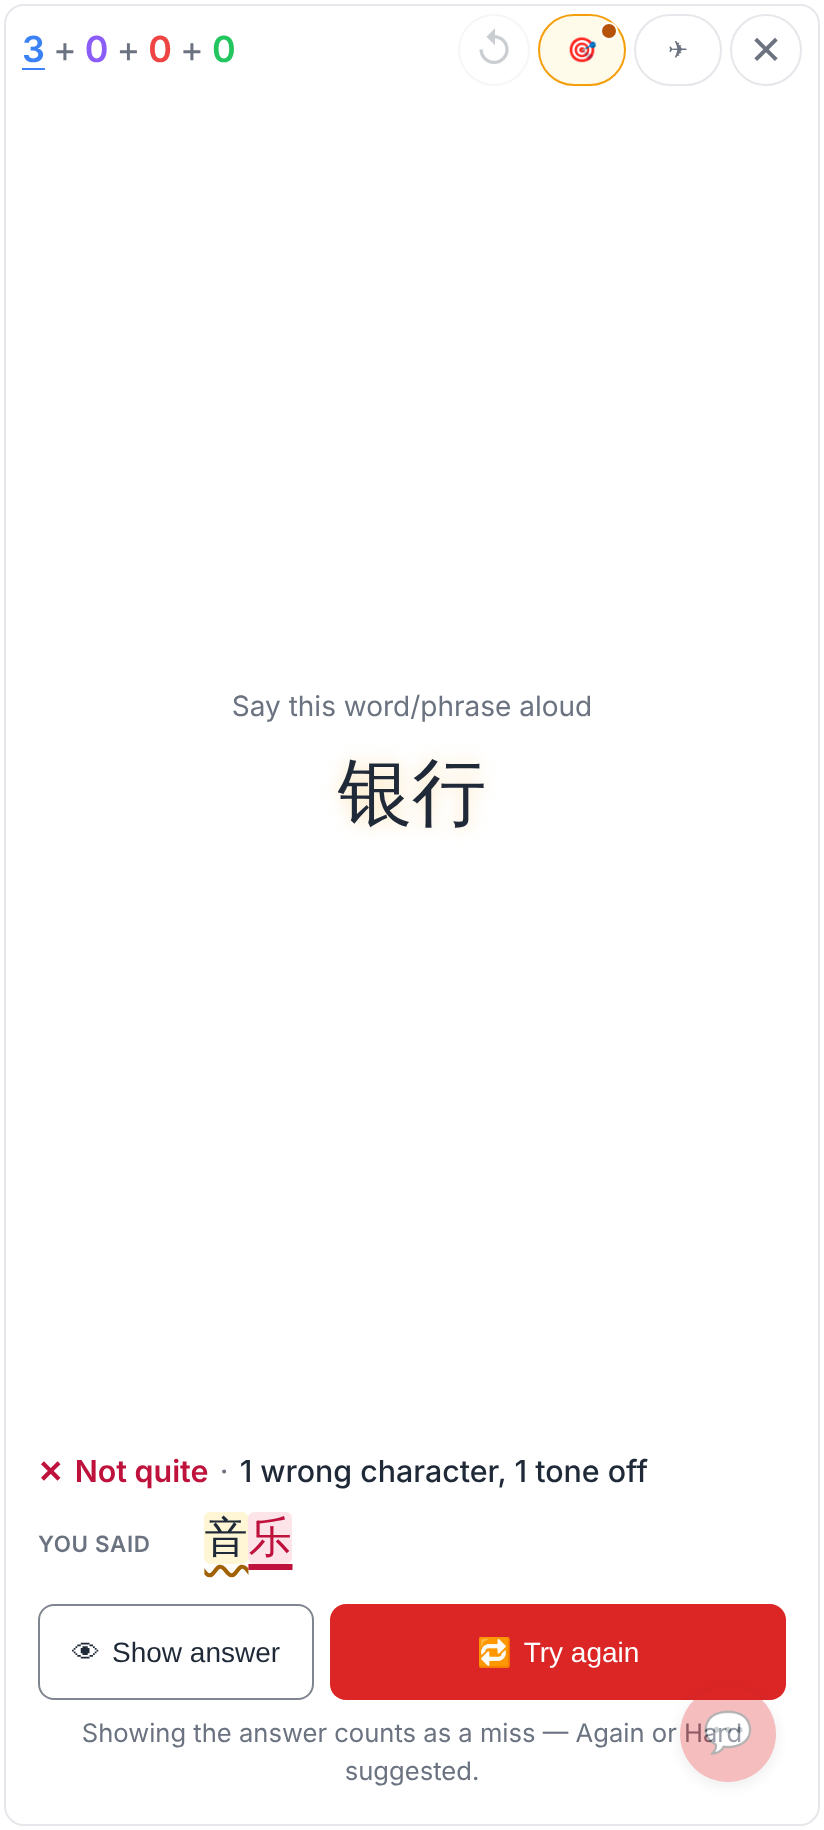 3 + 0 + 0 + 0
Say this word/phrase aloud
银行
✕ Not quite · 1 wrong character, 1 tone off
YOU SAID 音乐
Show answer
Try again
Showing the answer counts as a miss — Again or Hard
suggested.